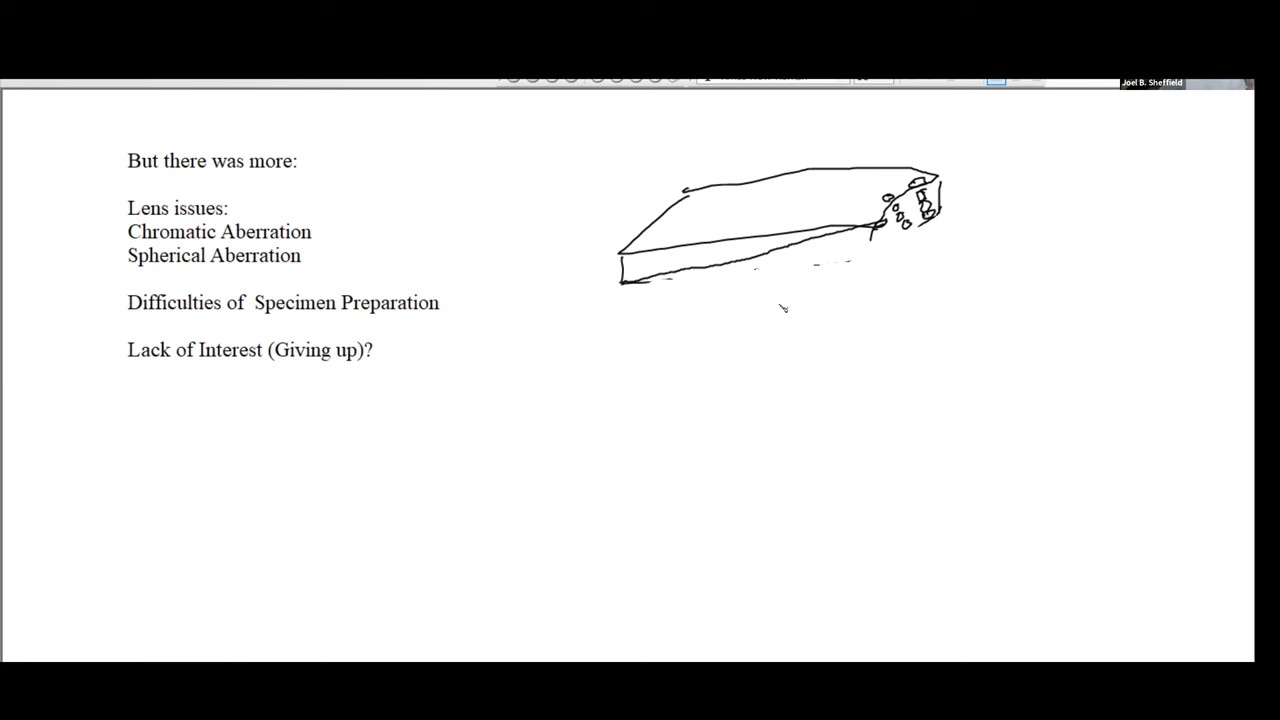 Joel B. Sheffield
But there was more:
Lens issues:
Chromatic Aberration
Spherical Aberration
Difficulties of  Specimen Preparation
Lack of Interest (Giving up)?